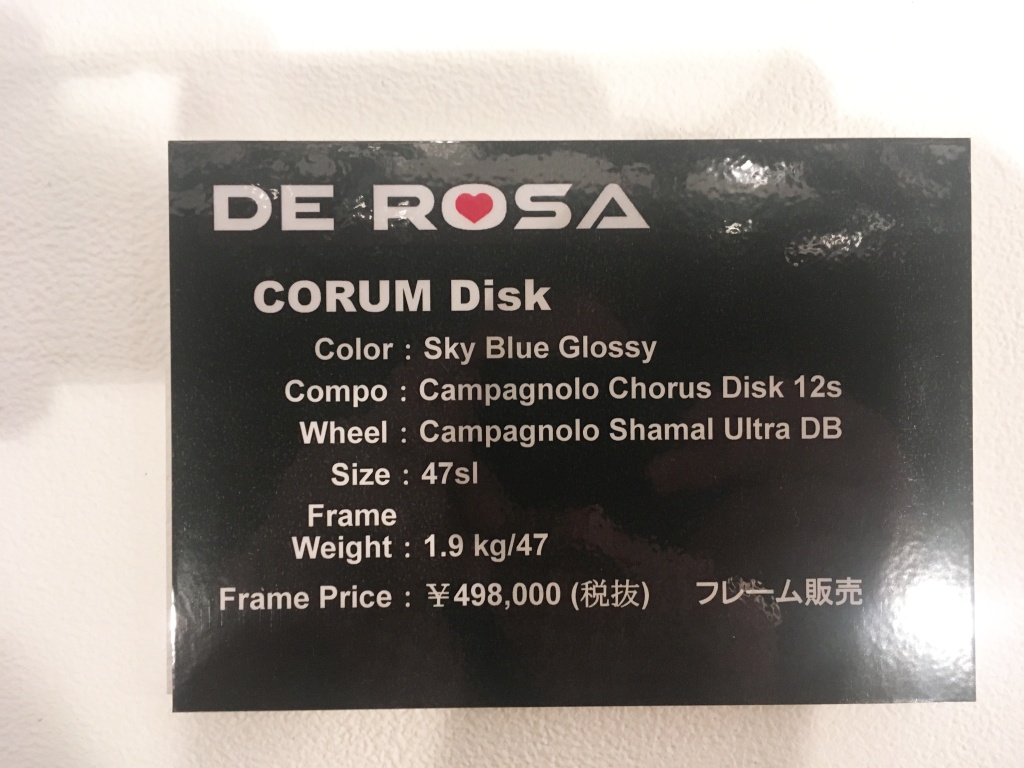 DE ROSA
CORUM Disk
Color : Sky Blue Glossy
Compo : Campagnolo Chorus Disk 12s
Wheel : Campagnolo Shamal Ultra DB
Size : 47sl
Frame
Weight : 1.9 kg/47
Frame Price : ¥498,000 (税抜) フレーム販売